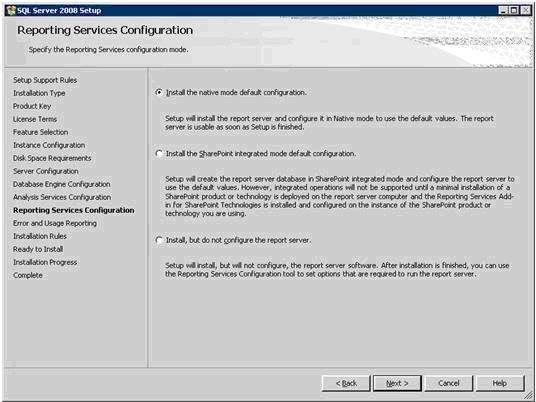 SQL Server 2008 Setup
Reporting Services Configuration
Specify the Reporting Services configuration mode.
Setup Support Rules
Installation Type
Product Key
License Terms
Feature Selection
Instance Configuration
Disk Space Requirements
Server Configuration
Database Engine Configuration
Analysis Services Configuration
Reporting Services Configuration
Error and Usage Reporting
Installation Rules
Ready to Install
Installation Progress
Complete
Install the native mode default configuration.
Setup will install the report server and configure it in Native mode to use the default values. The report
server is usable as soon as Setup is finished.
Install the SharePoint integrated mode default configuration.
Setup will create the report server database in SharePoint integrated mode and configure the report server to
use the default values. However, integrated operations will not be supported until a minimal installation of a
SharePoint product or technology is deployed on the report server computer and the Reporting Services Add-
in for SharePoint Technologies is installed and configured on the instance of the SharePoint product or
technology you are using.
Install, but do not configure the report server.
Setup will install, but will not configure, the report server software. After installation is finished, you can use
the Reporting Services Configuration tool to set options that are required to run the report server.
< Back
Next >
Cancel
Help